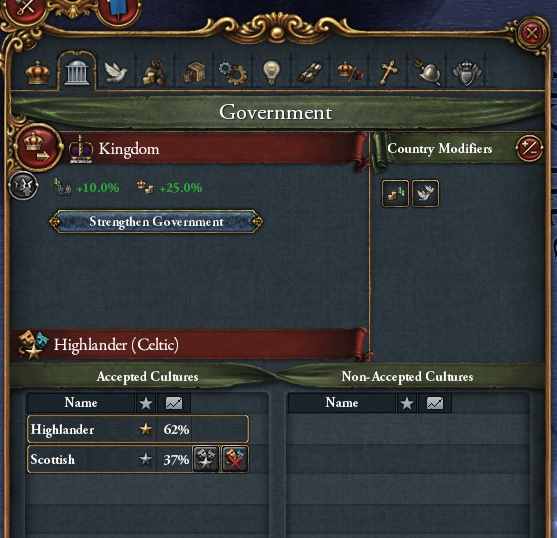 Government
Kingdom
Country Modifiers
+10.0% +25.0%
Strengthen Government
Highlander (Celtic)
Accepted Cultures Non-Accepted Cultures
Name Name
Highlander 62%
Scottish 37%